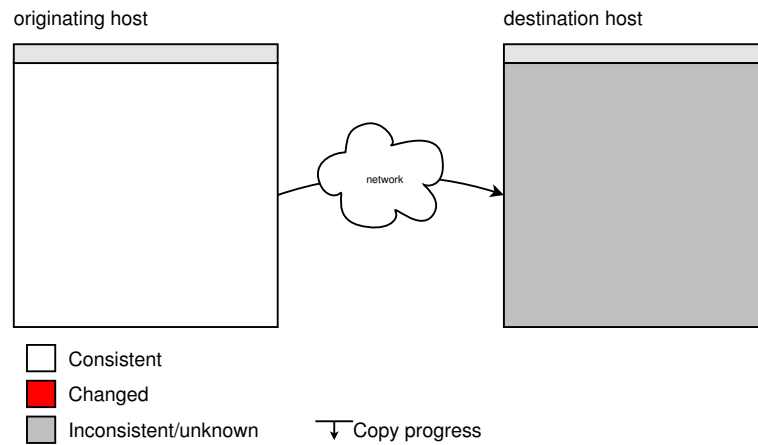 originating host
destination host
network
Consistent
Changed
Inconsistent/unknown
Copy progress